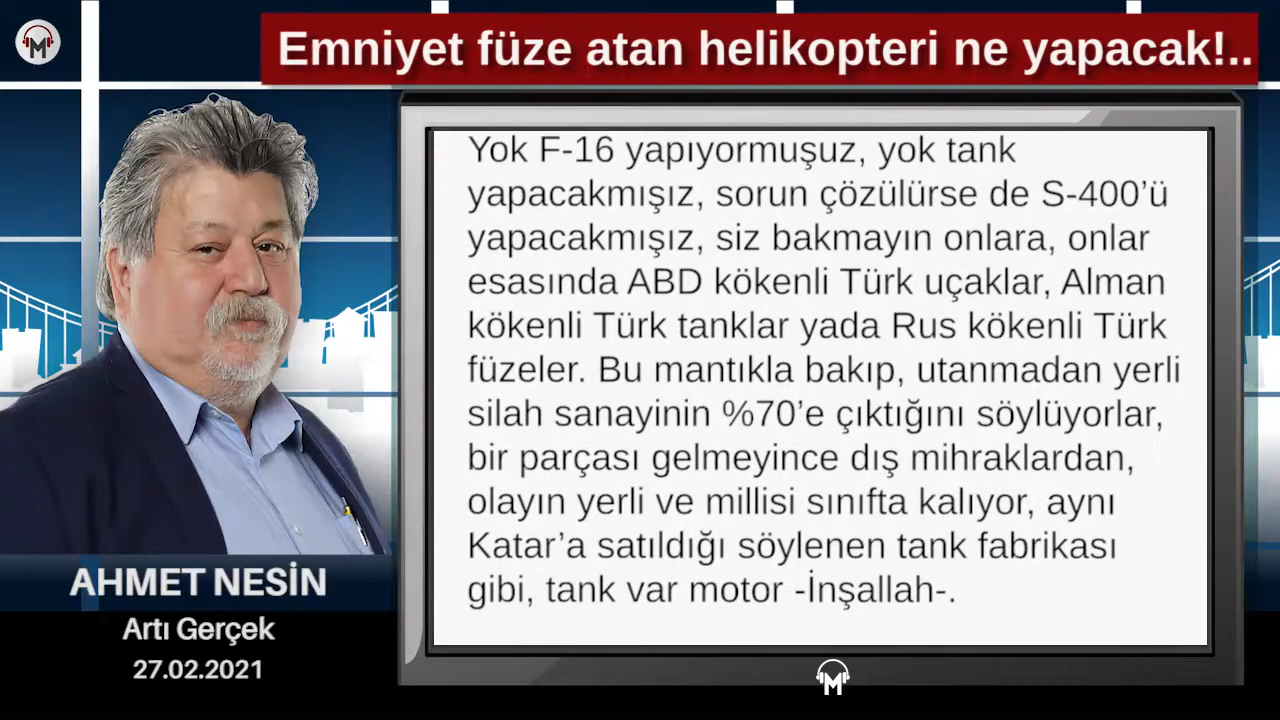 M
Emniyet füze atan helikopteri ne yapacak!..
Yok F-16 yapıyormuşuz, yok tank
yapacakmışız, sorun çözülürse de S-400’ü
yapacakmışız, siz bakmayın onlara, onlar
esasında ABD kökenli Türk uçaklar, Alman
kökenli Türk tanklar yada Rus kökenli Türk
füzeler. Bu mantıkla bakıp, utanmadan yerli
silah sanayinin %70’e çıktığını söylüyorlar,
bir parçası gelmeyince dış mihraklardan,
olayın yerli ve millisi sınıfta kalıyor, aynı
Katar’a satıldığı söylenen tank fabrikası
gibi, tank var motor -İnşallah-.
AHMET NESİN
Artı Gerçek
27.02.2021
M